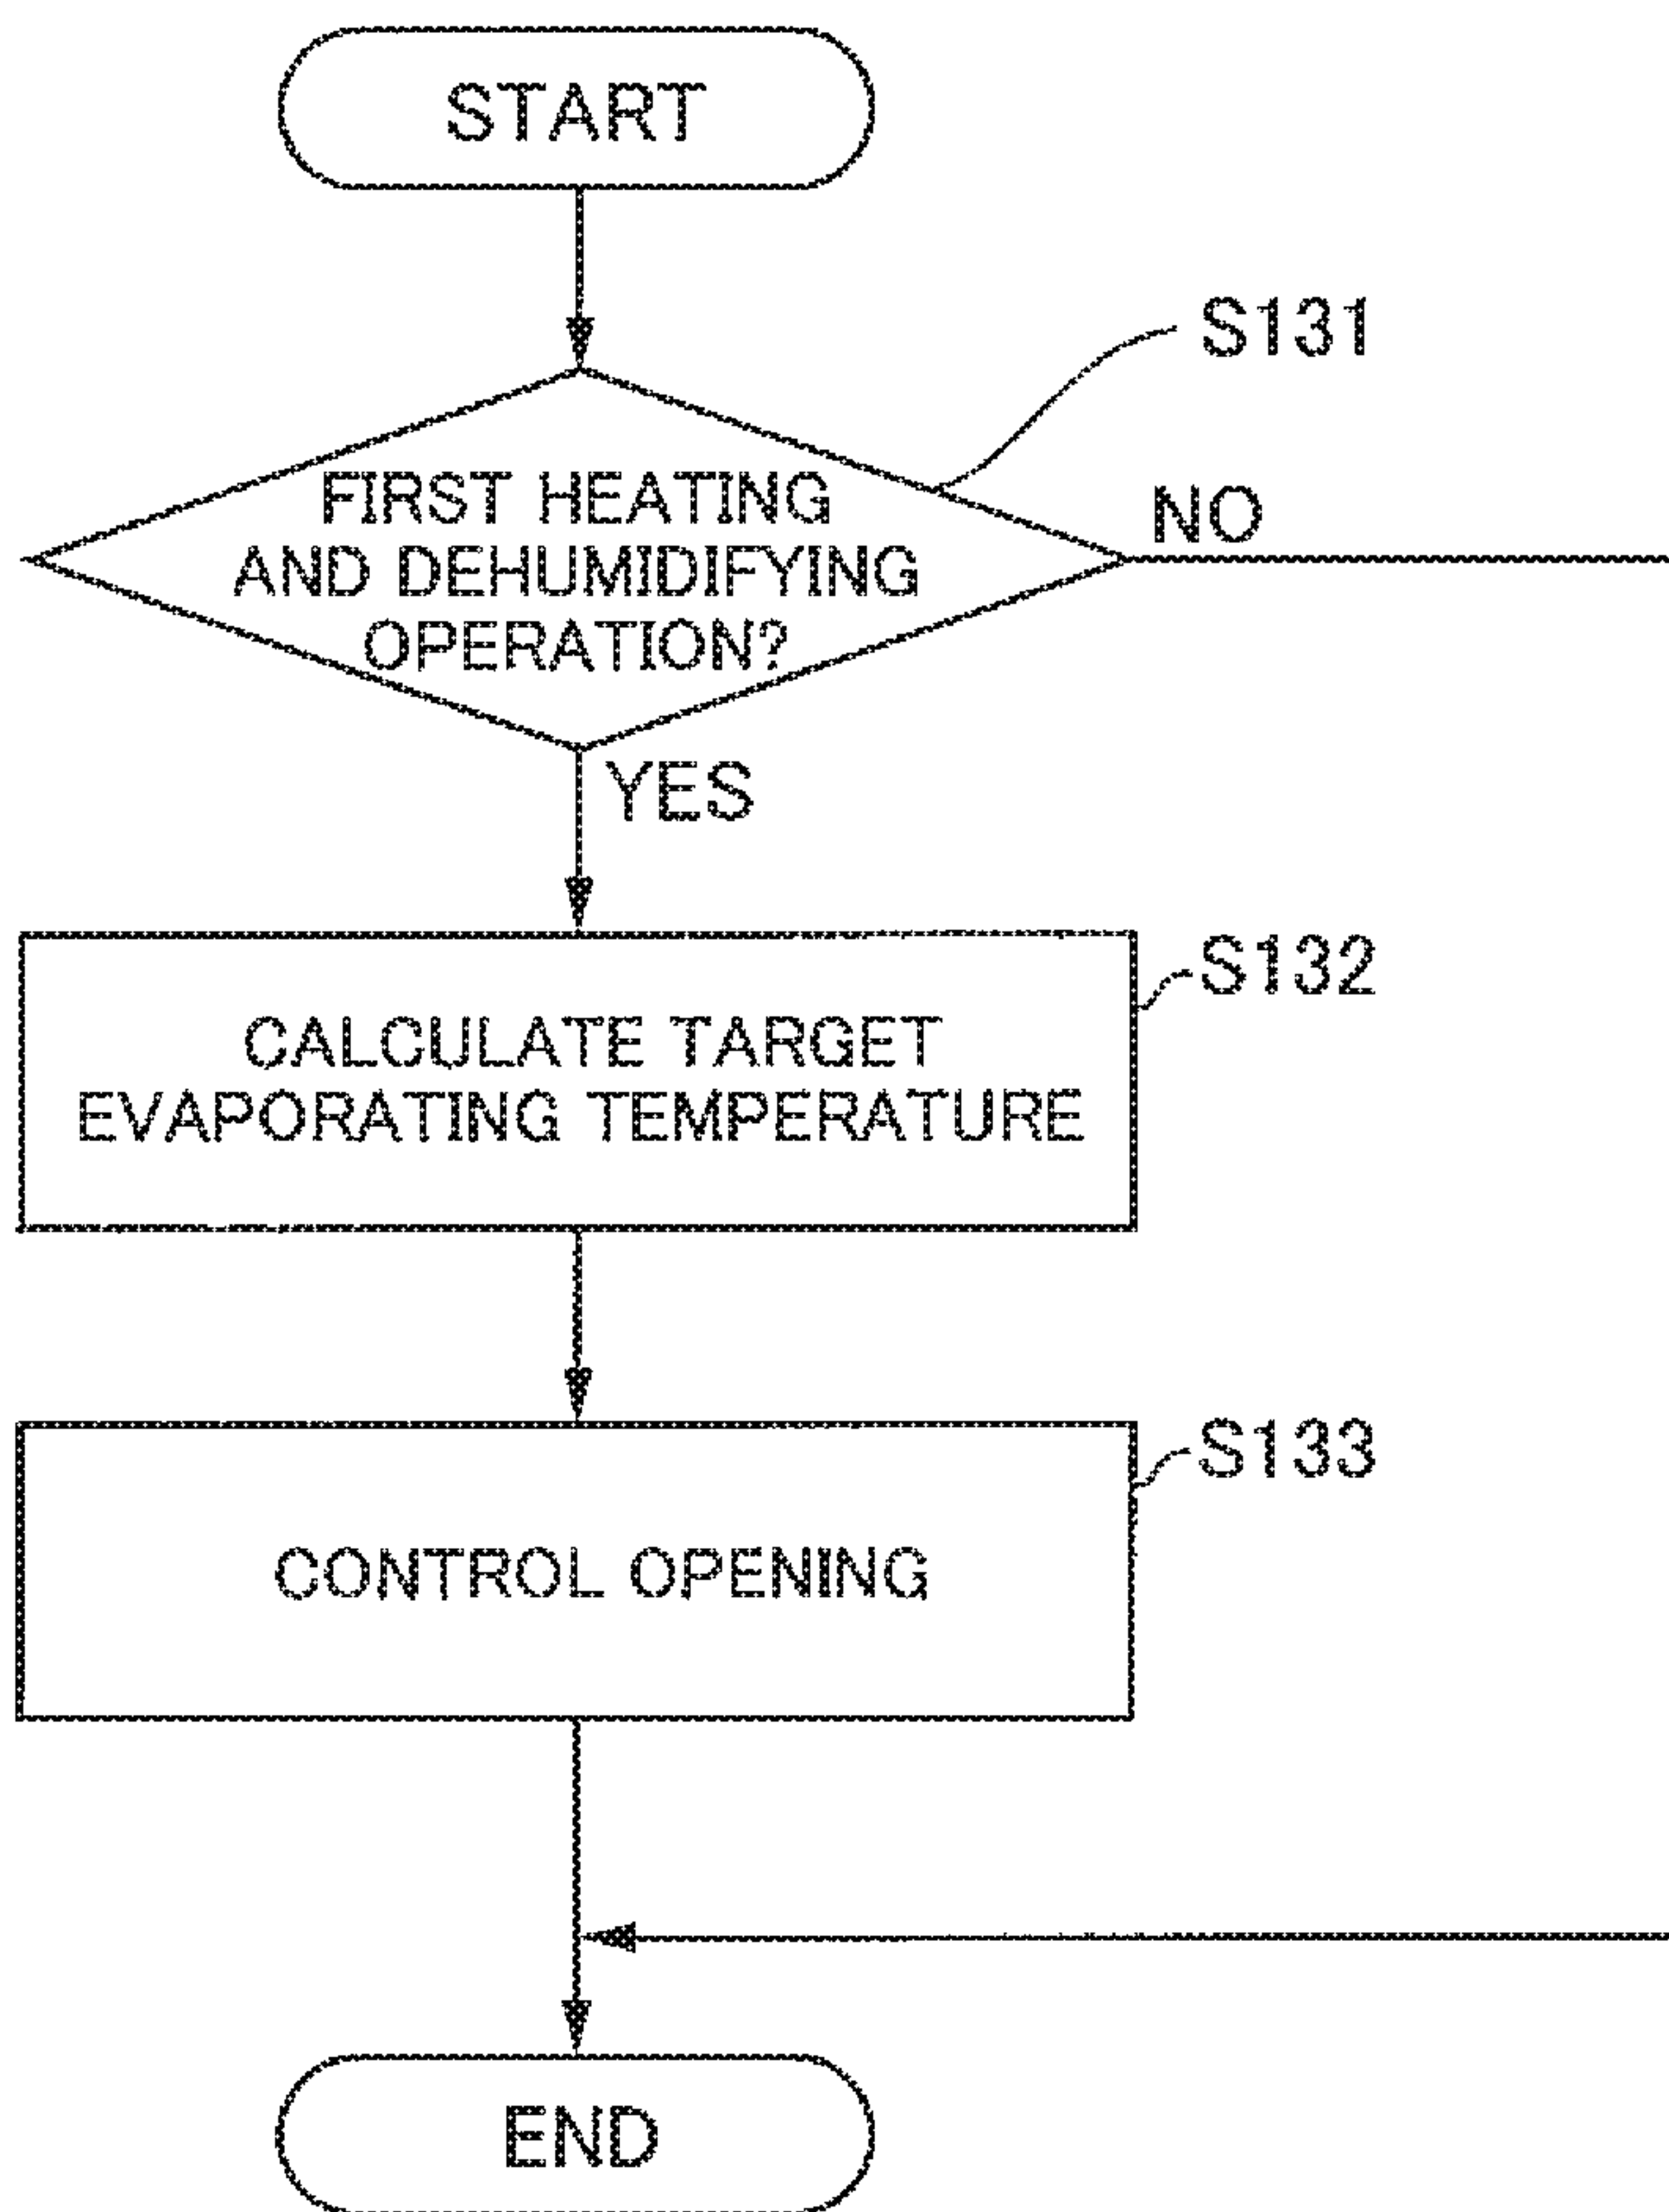 START
S131
FIRST HEATING
AND DEHUMIDIFYING
OPERATION?
NO
YES
S132
CALCULATE TARGET
EVAPORATING TEMPERATURE
S133
CONTROL OPENING
END